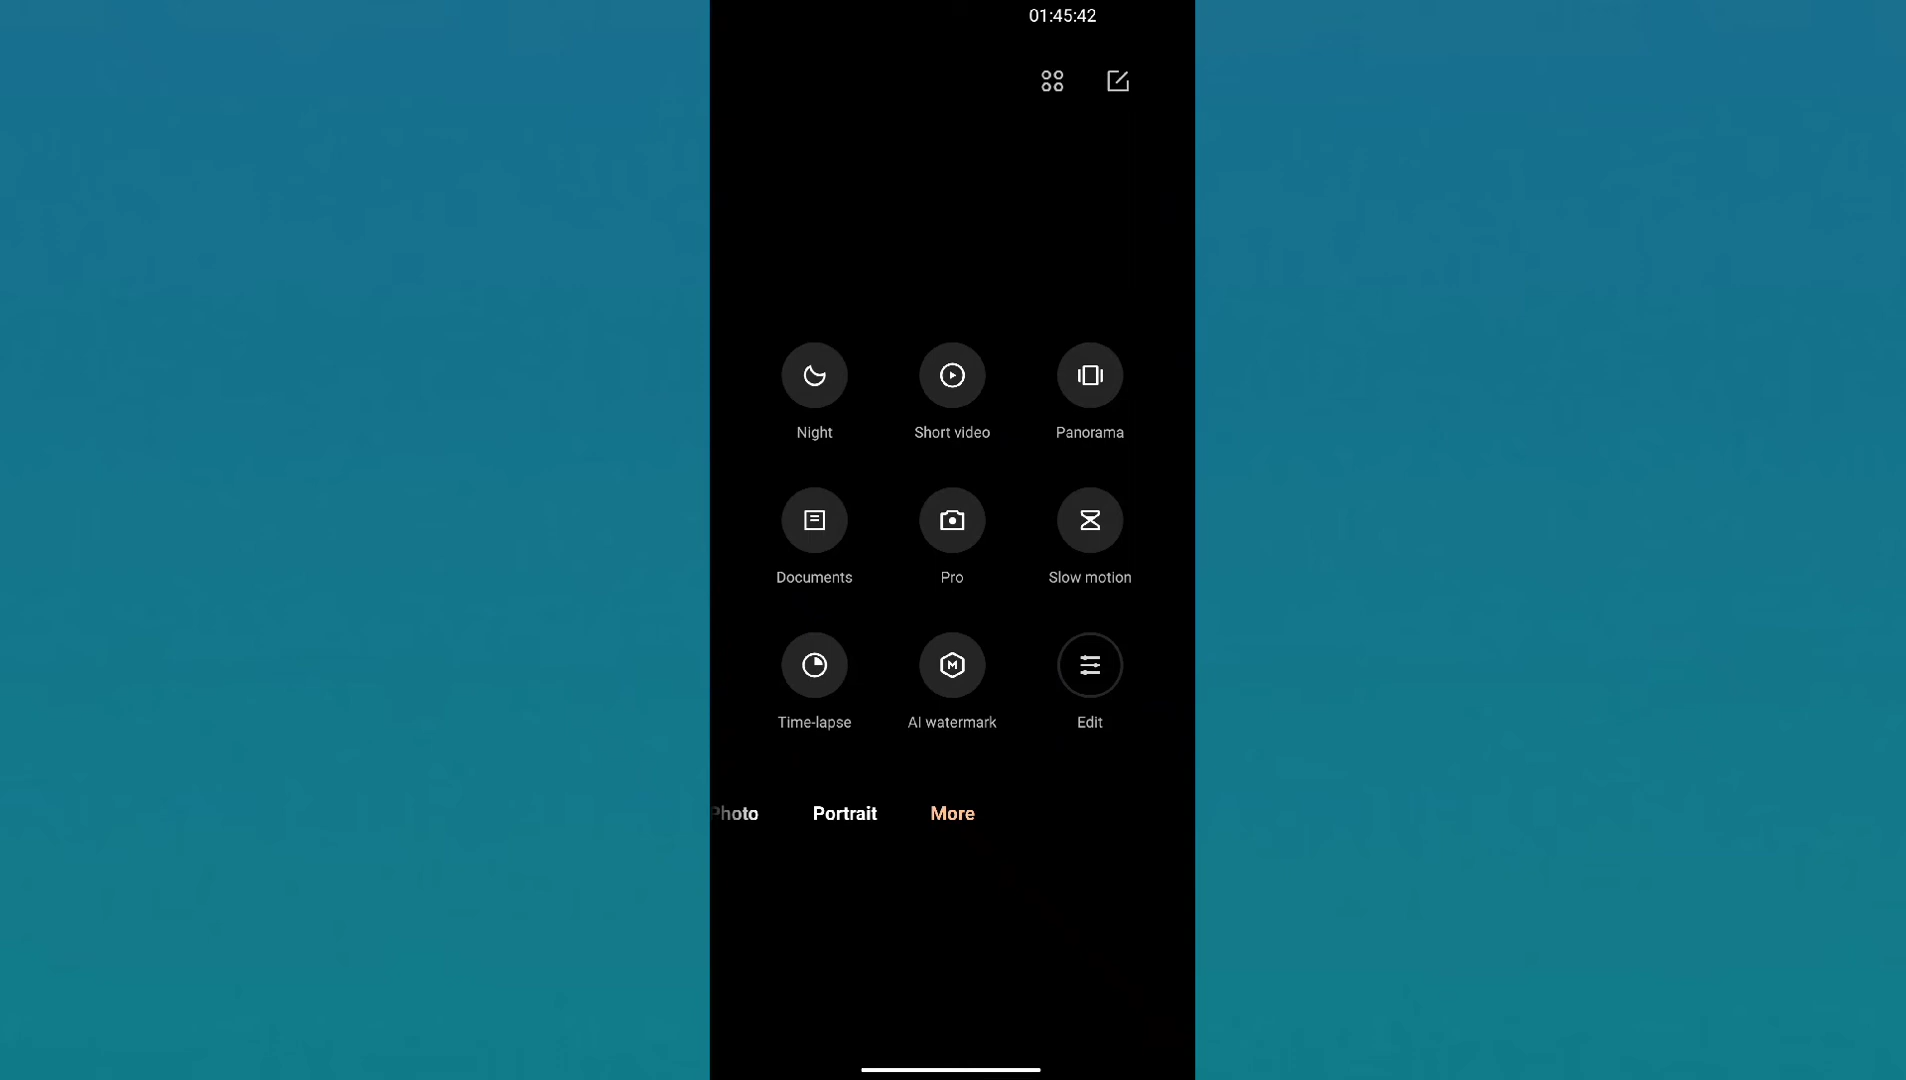 01:45:42
Night
Short video
Panorama
Documents
Pro
Slow motion
Time-lapse
AI watermark
Edit
Photo
Portrait
More